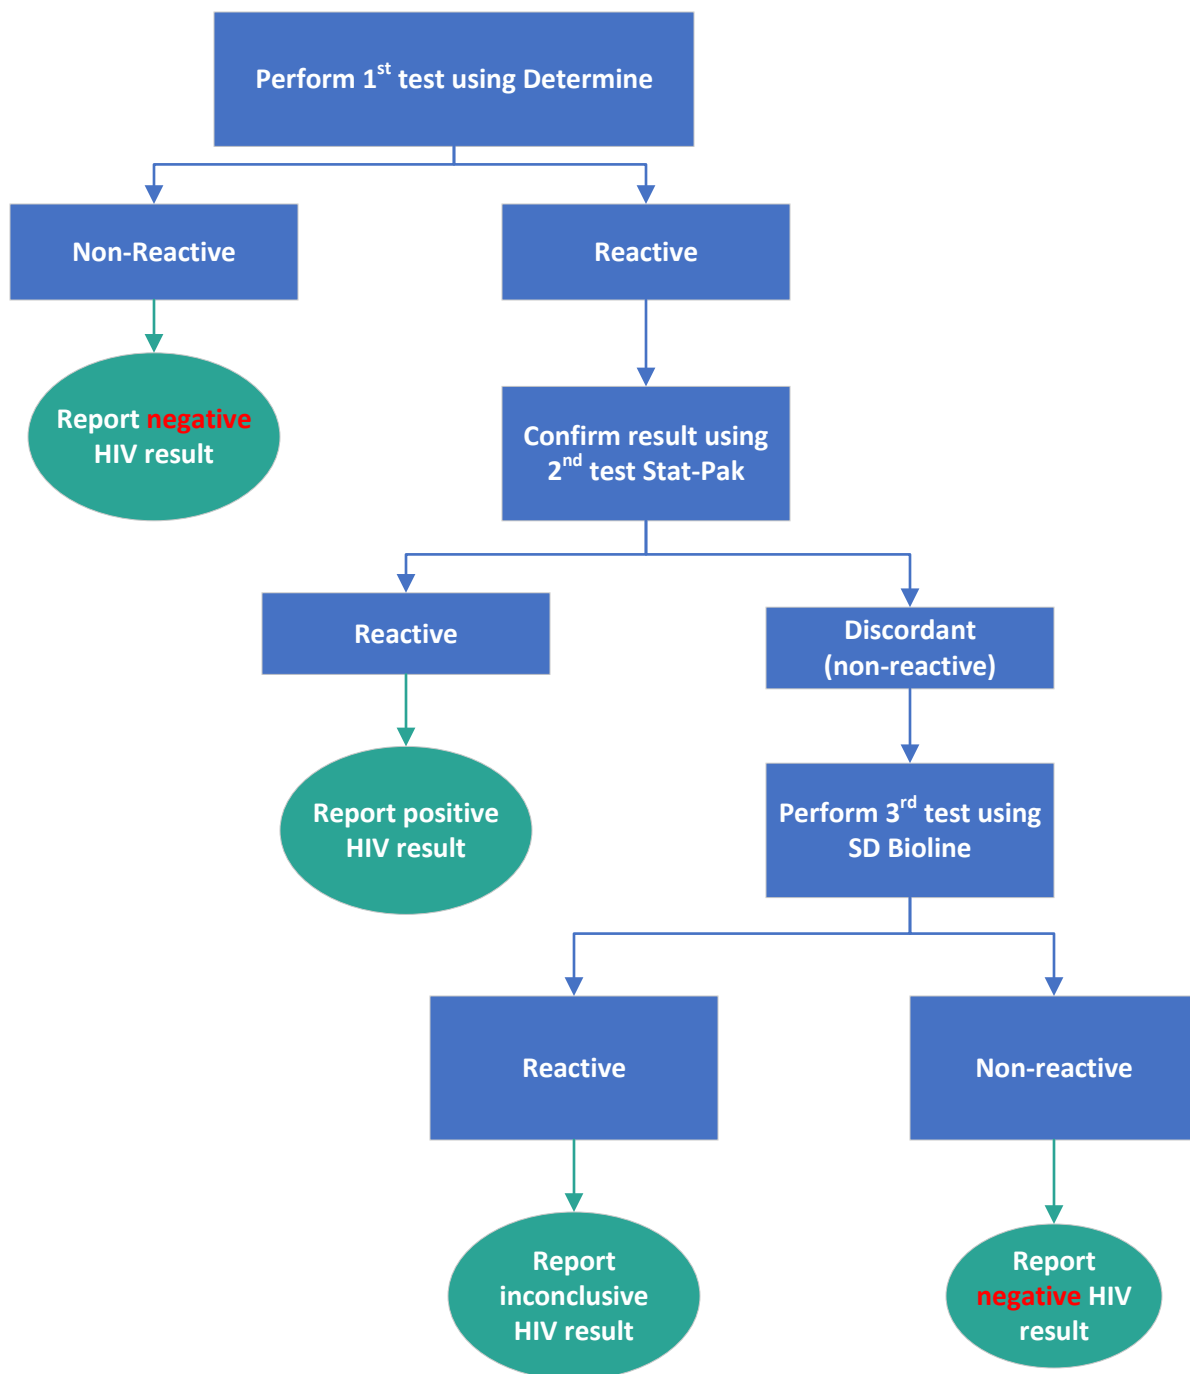 Perform 1st test using Determine
Non-Reactive
Reactive
Report negative
HIV result
Confirm result using
2nd test Stat-Pak
Reactive
Discordant
(non-reactive)
Report positive
HIV result
Perform 3rd test using
SD Bioline
Reactive
Non-reactive
Report
inconclusive
HIV result
Report
negative HIV
result